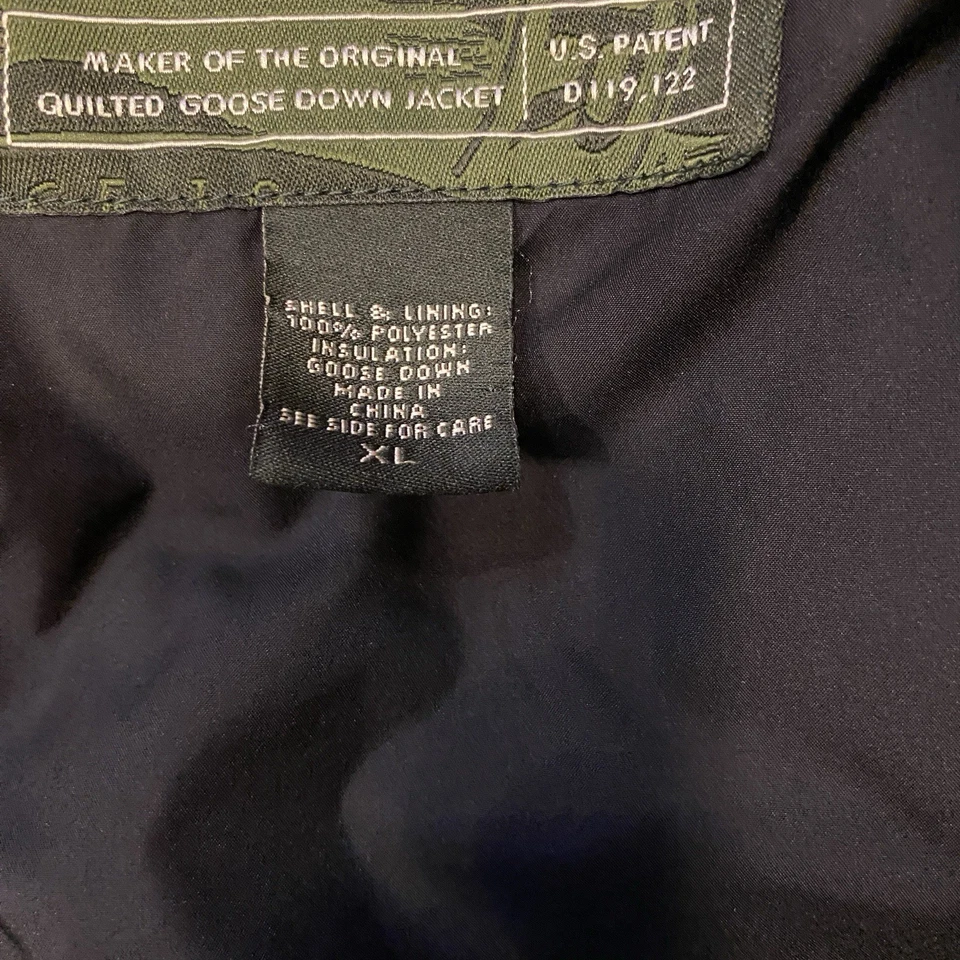 MAKER OF THE ORIGINAL
QUILTED GOOSE DOWN JACKET
U.S. PATENT
D119,122
SHELL & LINING:
100% POLYESTER
INSULATION:
GOOSE DOWN
MADE IN
CHINA
SEE SIDE FOR CARE
XL